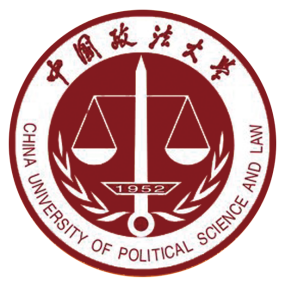 中国政法大学
1952
CHINA UNIVERSITY OF POLITICAL SCIENCE AND LAW